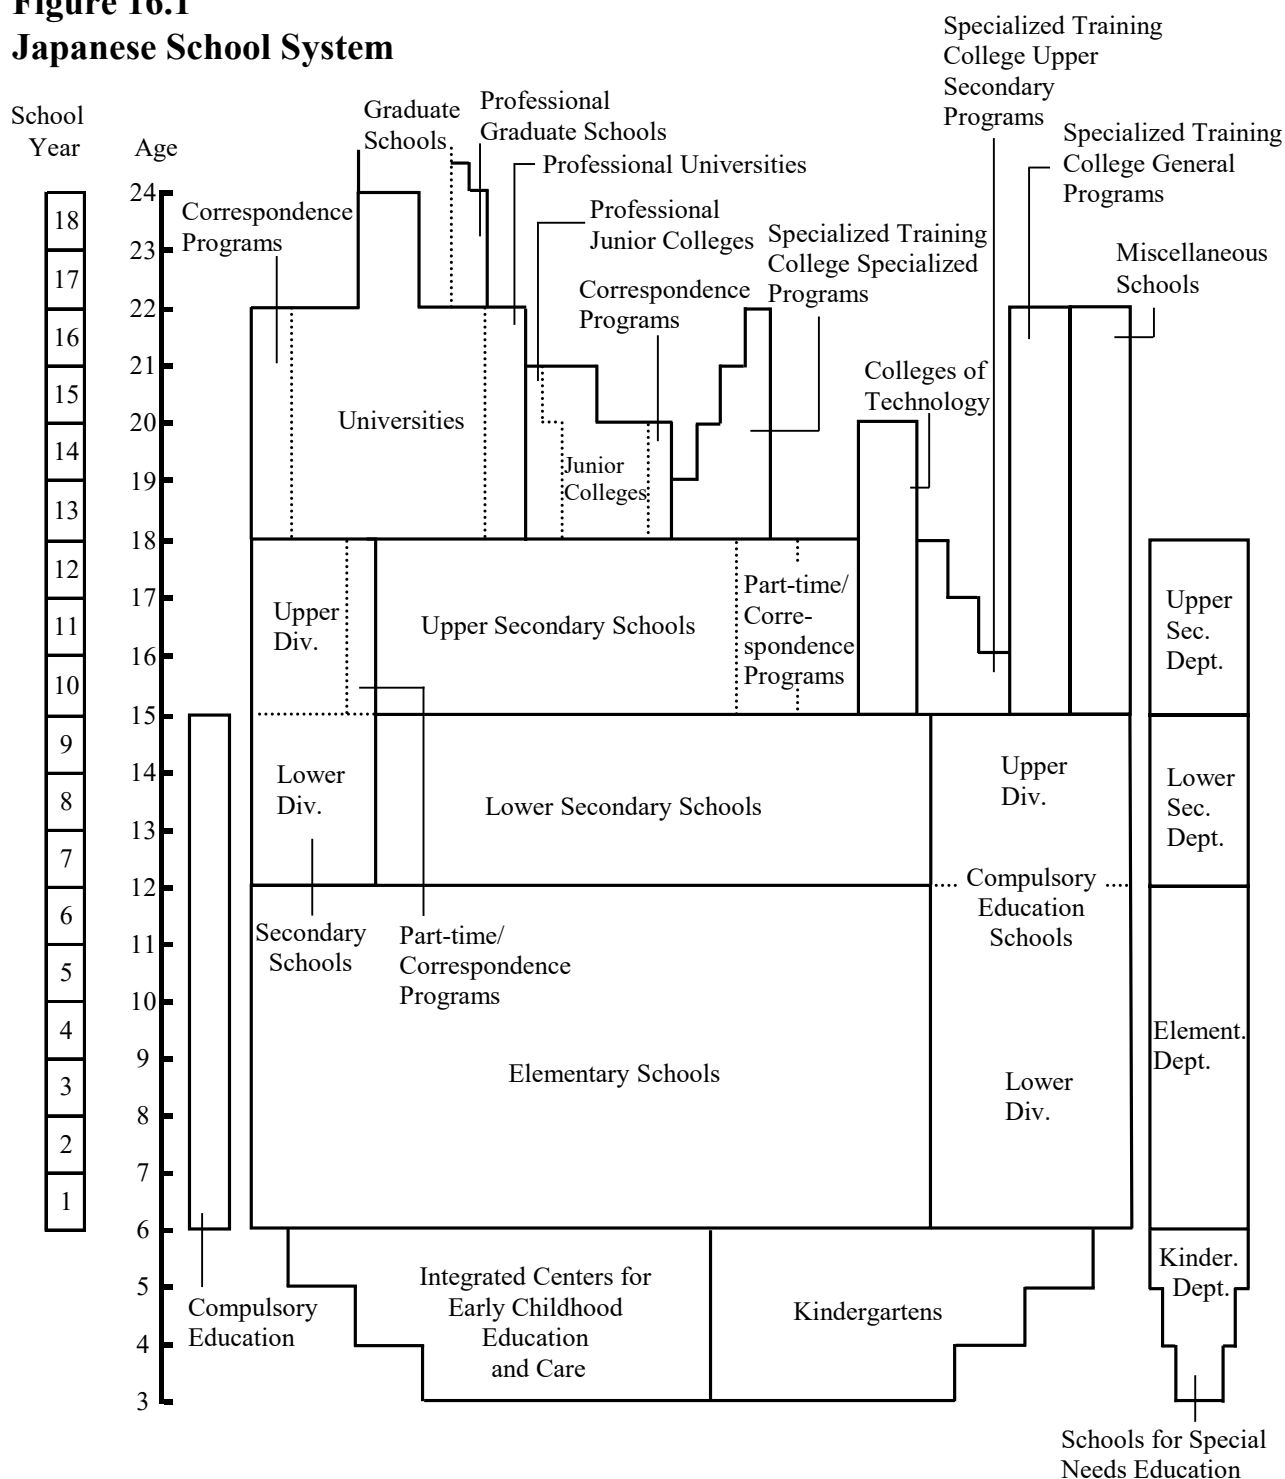 Figure 16.1
Japanese School System
School
Year
Age
Graduate
Schools
Professional
Graduate Schools
Professional Universities
Professional
Junior Colleges
Correspondence
Programs
Correspondence
Programs
Specialized Training
College Specialized
Programs
Specialized Training
College Upper
Secondary
Programs
Specialized Training
College General
Programs
Miscellaneous
Schools
Colleges of
Technology
Universities
Junior
Colleges
18
17
16
15
14
13
12
11
10
9
8
7
6
5
4
3
2
1
24
23
22
21
20
19
18
17
16
15
14
13
12
11
10
9
8
7
6
5
4
3
Upper
Div.
Upper Secondary Schools
Part-time/
Corre-
spondence
Programs
Upper
Sec.
Dept.
Lower
Div.
Lower Secondary Schools
Upper
Div.
Lower
Sec.
Dept.
Compulsory
Education
Schools
Secondary
Schools
Part-time/
Correspondence
Programs
Elementary Schools
Lower
Div.
Element.
Dept.
Kinder.
Dept.
Compulsory
Education
Integrated Centers for
Early Childhood
Education
and Care
Kindergartens
Schools for Special
Needs Education